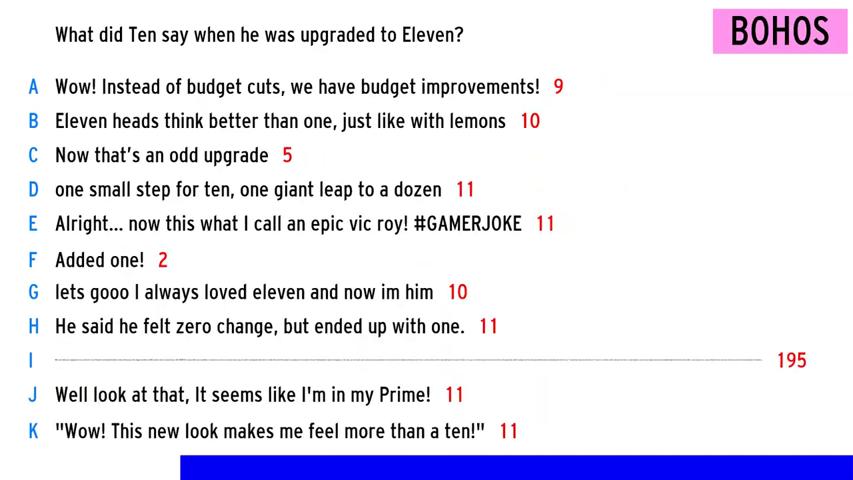 What did Ten say when he was upgraded to Eleven?
BOHOS
A Wow! Instead of budget cuts, we have budget improvements! 9
B Eleven heads think better than one, just like with lemons 10
C Now that's an odd upgrade 5
D one small step for ten, one giant leap to a dozen 11
E Alright... now this what I call an epic vic roy! #GAMERJOKE 11
F Added one! 2
G lets gooo I always loved eleven and now im him 10
H He said he felt zero change, but ended up with one. 11
I 195
J Well look at that, It seems like I'm in my Prime! 11
K "Wow! This new look makes me feel more than a ten!" 11